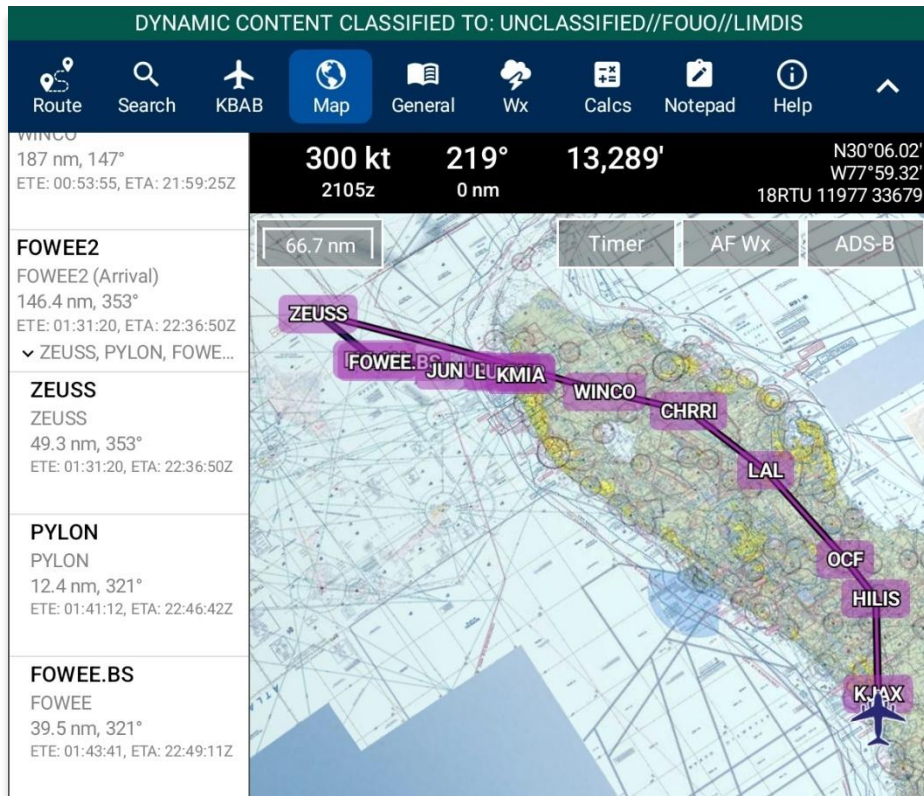 DYNAMIC CONTENT CLASSIFIED TO: UNCLASSIFIED//FOUO//LIMDIS
Route
Search
KBAB
Map
General
Wx
Calcs
Notepad
Help
WINCO
187 nm, 147°
ETE: 00:53:55, ETA: 21:59:25Z
FOWEE2
FOWEE2 (Arrival)
146.4 nm, 353°
ETE: 01:31:20, ETA: 22:36:50Z
ZEUSS, PYLON, FOWE...
ZEUSS
ZEUSS
49.3 nm, 353°
ETE: 01:31:20, ETA: 22:36:50Z
PYLON
PYLON
12.4 nm, 321°
ETE: 01:41:12, ETA: 22:46:42Z
FOWEE.BS
FOWEE
39.5 nm, 321°
ETE: 01:43:41, ETA: 22:49:11Z
300 kt
2105z
219°
0 nm
13,289'
N30°06.02'
W77°59.32'
18RTU 11977 33679
66.7 nm
Timer
AF Wx
ADS-B
ZEUSS
FOWEE.BS
KMIA
WINCO
CHRRI
LAL
OCF
HILIS
KJAX